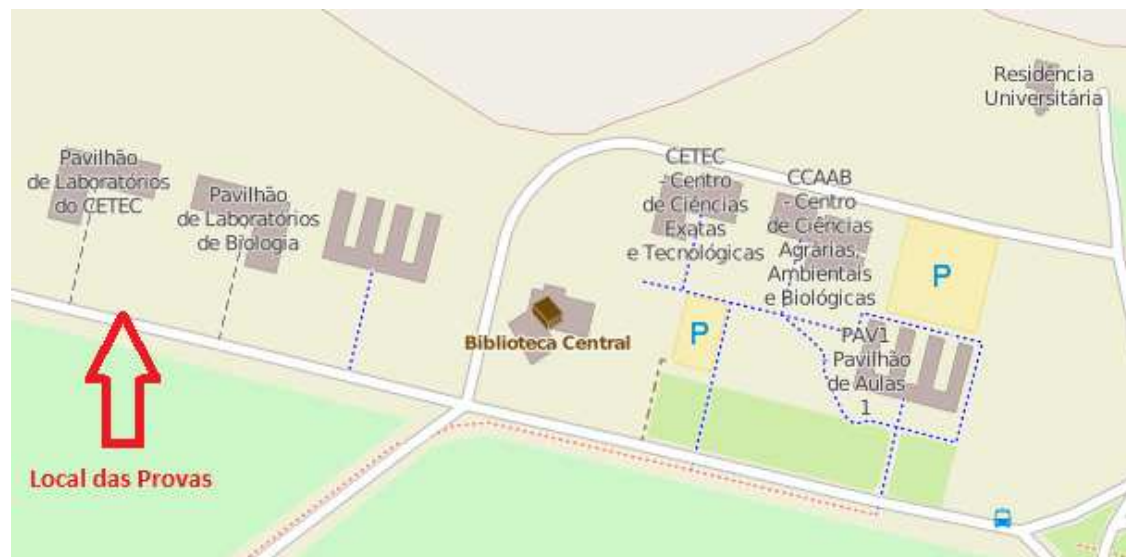 Residência
Universitária
Pavilhão
de Laboratórios
do CETEC
Pavilhão
de Laboratórios
de Biologia
CETEC
- Centro
de Ciências
Exatas
e Tecnológicas
CCAAB
- Centro
de Ciências
Agrárias,
Ambientais
e Biológicas
P
P
Biblioteca Central
PAV1
- Pavilhão
de Aulas
1
Local das Provas